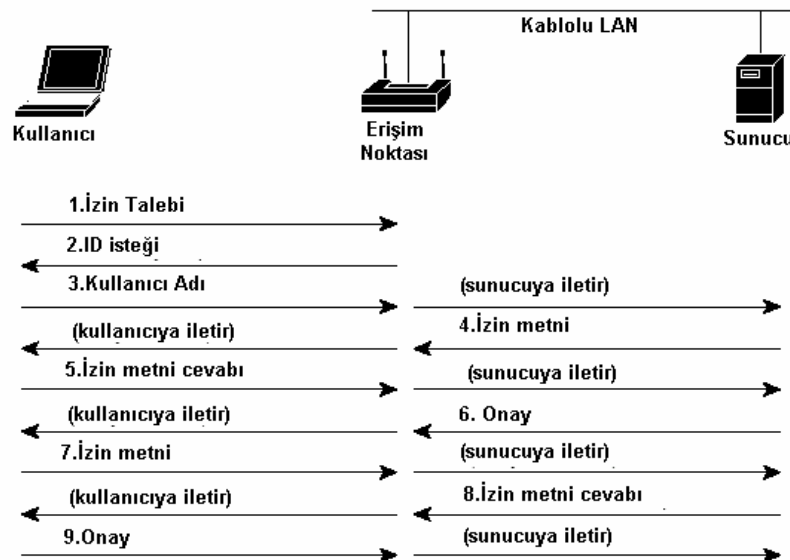 Kablolu LAN
Kullanıcı
Erişim
Noktası
Sunucu
1.İzin Talebi
2.ID isteği
3.Kullanıcı Adı
(sunucuya iletir)
(kullanıcıya iletir)
4.İzin metni
5.İzin metni cevabı
(sunucuya iletir)
(kullanıcıya iletir)
6. Onay
7.İzin metni
(sunucuya iletir)
(kullanıcıya iletir)
8.İzin metni cevabı
9.Onay
(sunucuya iletir)